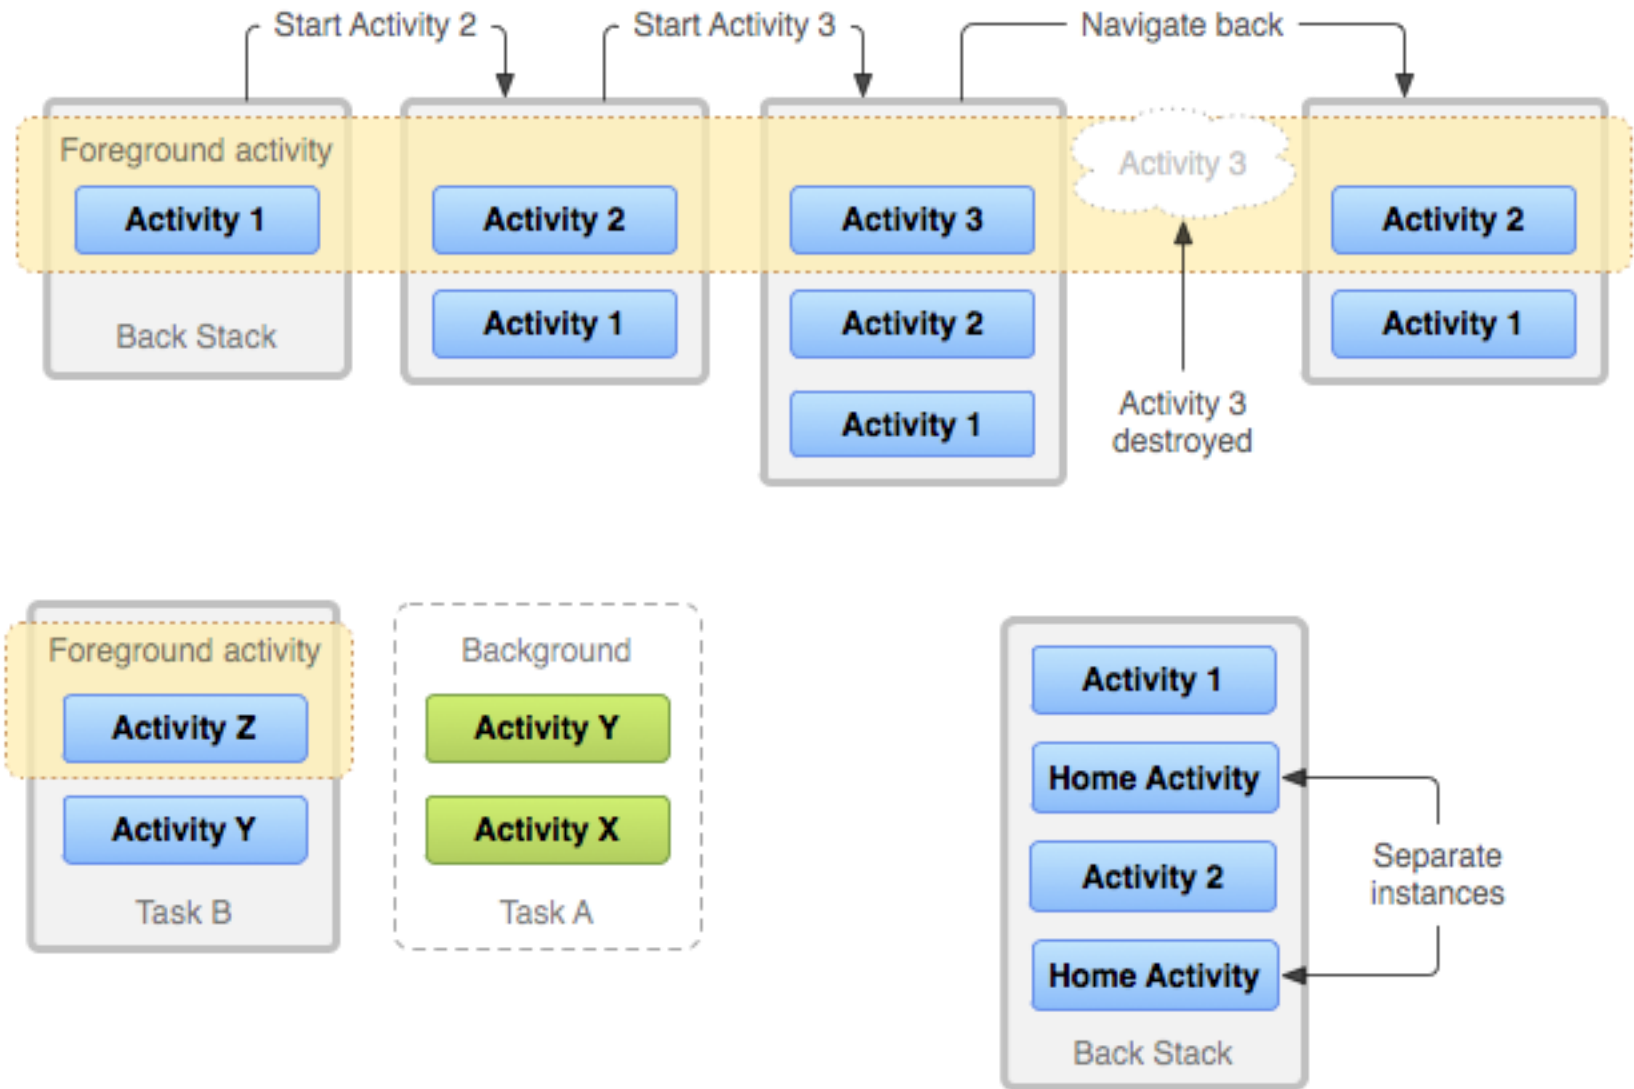 Start Activity 2
Start Activity 3
Navigate back
Foreground activity
Activity 1
Back Stack
Activity 2
Activity 1
Activity 3
Activity 2
Activity 1
Activity 3
Activity 3
destroyed
Activity 2
Activity 1
Foreground activity
Activity Z
Activity Y
Task B
Background
Activity Y
Activity X
Task A
Activity 1
Home Activity
Activity 2
Home Activity
Back Stack
Separate
instances